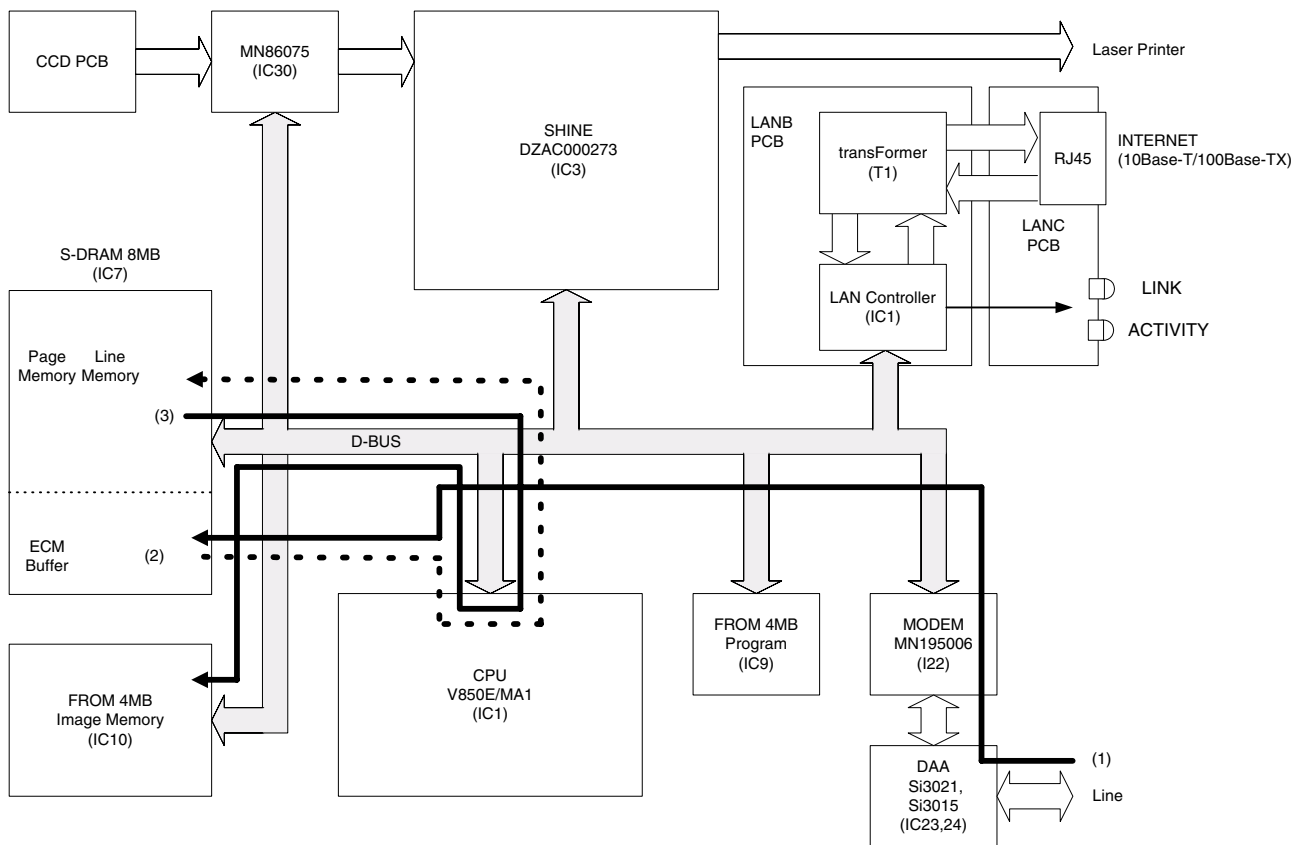 CCD PCB
MN86075
(IC30)
SHINE
DZAC000273
(IC3)
Laser Printer
LANB
PCB
transFormer
(T1)
RJ45
INTERNET
(10Base-T/100Base-TX)
LANC
PCB
LAN Controller
(IC1)
LINK
ACTIVITY
S-DRAM 8MB
(IC7)
Page
Memory
Line
Memory
(3)
D-BUS
ECM
Buffer
(2)
FROM 4MB
Image Memory
(IC10)
CPU
V850E/MA1
(IC1)
FROM 4MB
Program
(IC9)
MODEM
MN195006
(I22)
DAA
Si3021,
Si3015
(IC23,24)
(1)
Line